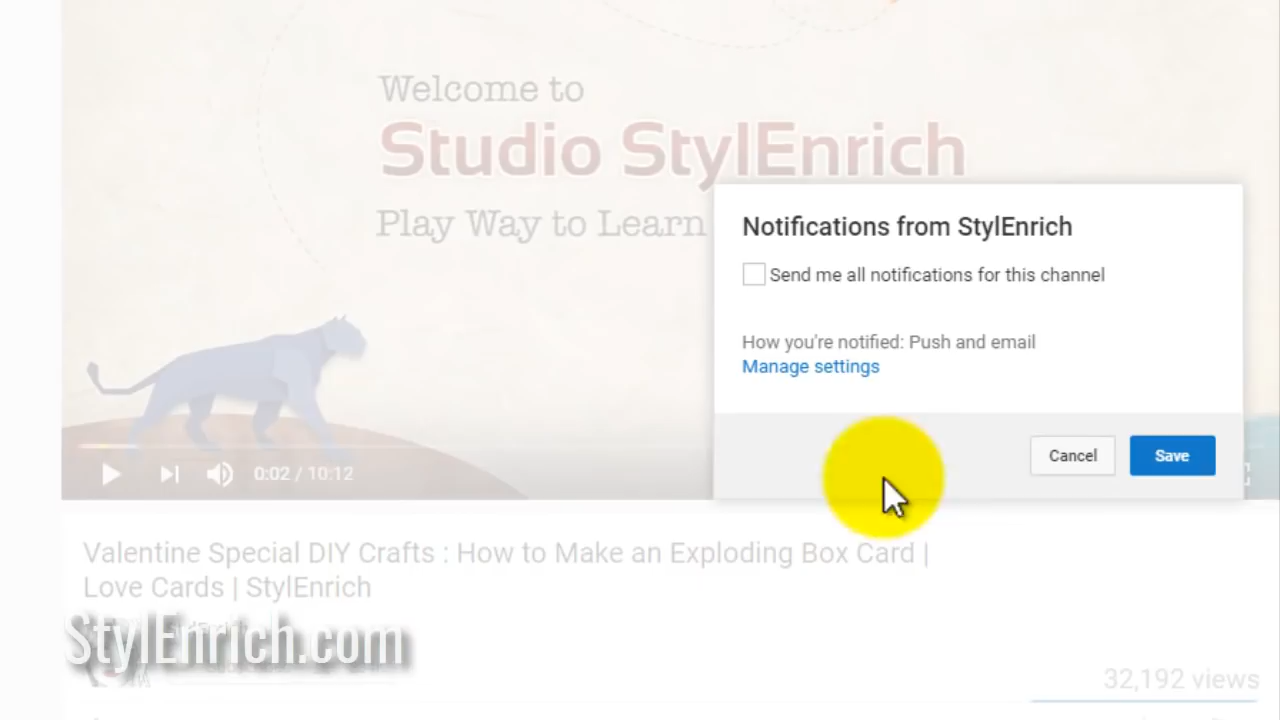 Welcome to
Studio StylEnrich
Play Way to Learn
Notifications from StylEnrich
Send me all notifications for this channel
How you're notified: Push and email
Manage settings
Cancel
Save
0:02 / 10:12
Valentine Special DIY Crafts : How to Make an Exploding Box Card |
Love Cards | StylEnrich
StylEnrich.com
32,192 views